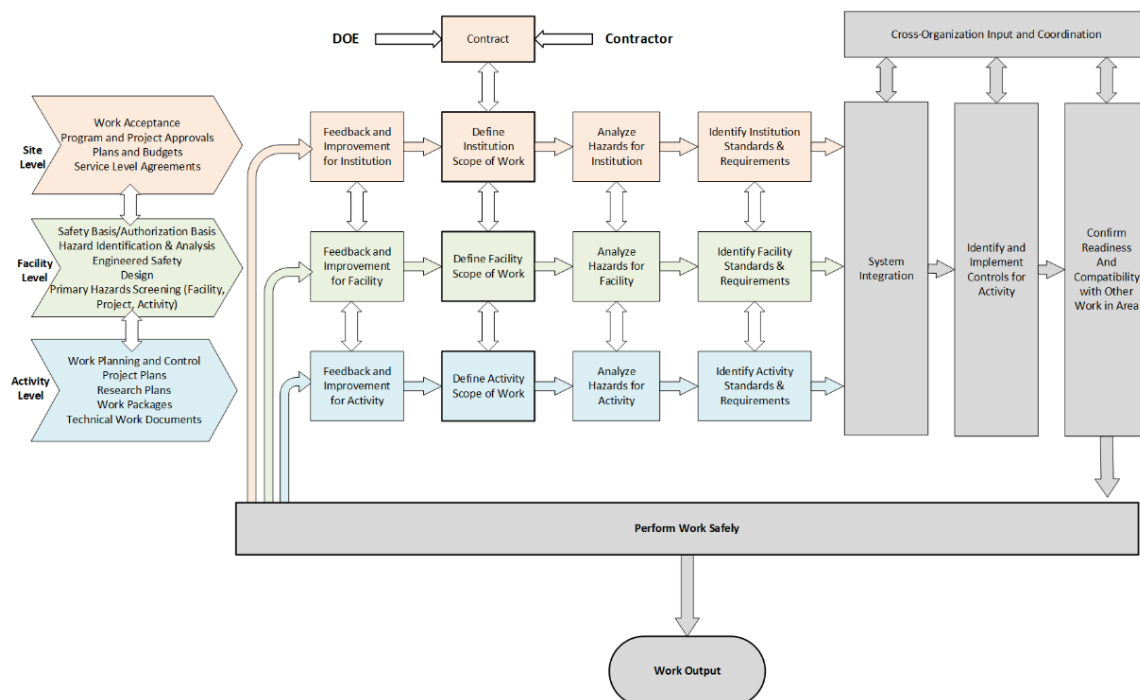 DOE
Contract
Contractor
Cross-Organization Input and Coordination
Site
Level
Work Acceptance
Program and Project Approvals
Plans and Budgets
Service Level Agreements
Feedback and
Improvement
for Institution
Define
Institution
Scope of Work
Analyze
Hazards for
Institution
Identify Institution
Standards &
Requirements
Facility
Level
Safety Basis/Authorization Basis
Hazard Identification & Analysis
Engineered Safety
Design
Primary Hazards Screening (Facility,
Project, Activity)
Feedback and
Improvement
for Facility
Define Facility
Scope of Work
Analyze
Hazards for
Facility
Identify Facility
Standards &
Requirements
System
Integration
Identify and
Implement
Controls for
Activity
Confirm
Readiness
And
Compatibility
with Other
Work in Area
Activity
Level
Work Planning and Control
Project Plans
Research Plans
Work Packages
Technical Work Documents
Feedback and
Improvement
for Activity
Define Activity
Scope of Work
Analyze
Hazards for
Activity
Identify Activity
Standards &
Requirements
Perform Work Safely
Work Output